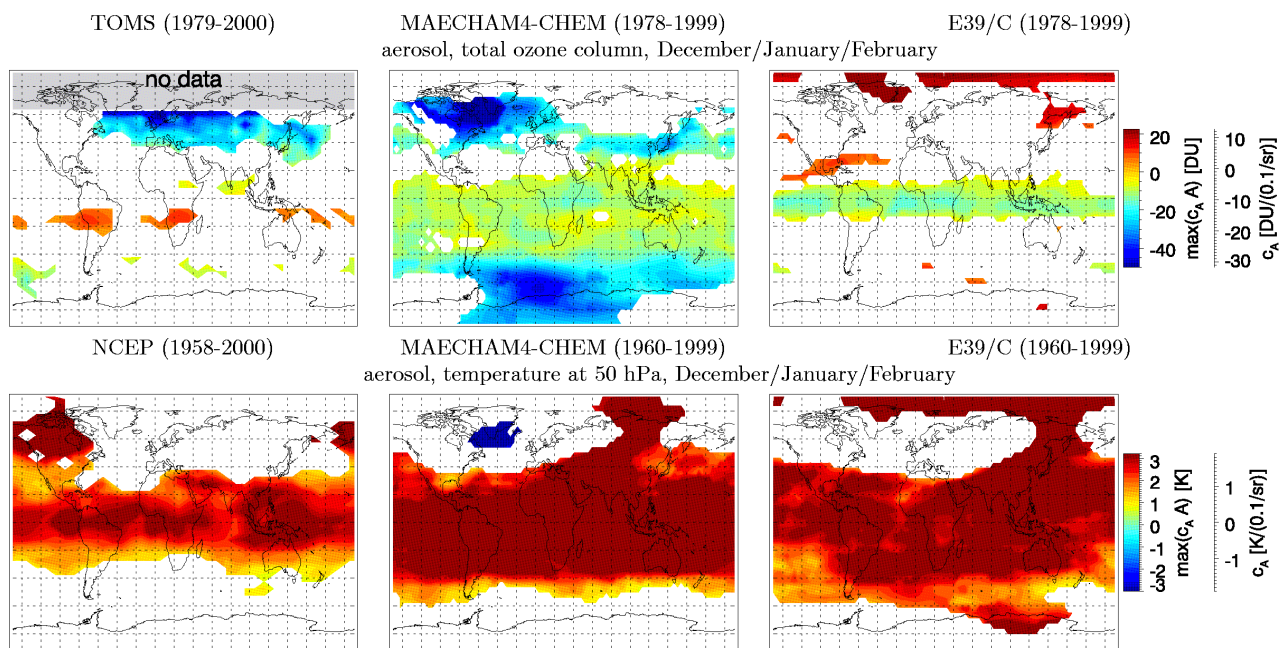 TOMS (1979-2000) MAECHAM4-CHEM (1978-1999) E39/C (1978-1999)
aerosol, total ozone column, December/January/February
no data
20
0
-20
-40
max(c_A A) [DU]
10
0
-10
-20
-30
c_A [DU/(0.1/sr)]
NCEP (1958-2000) MAECHAM4-CHEM (1960-1999) E39/C (1960-1999)
aerosol, temperature at 50 hPa, December/January/February
3
2
1
0
-1
-2
-3
max(c_A A) [K]
1
0
-1
c_A [K/(0.1/sr)]